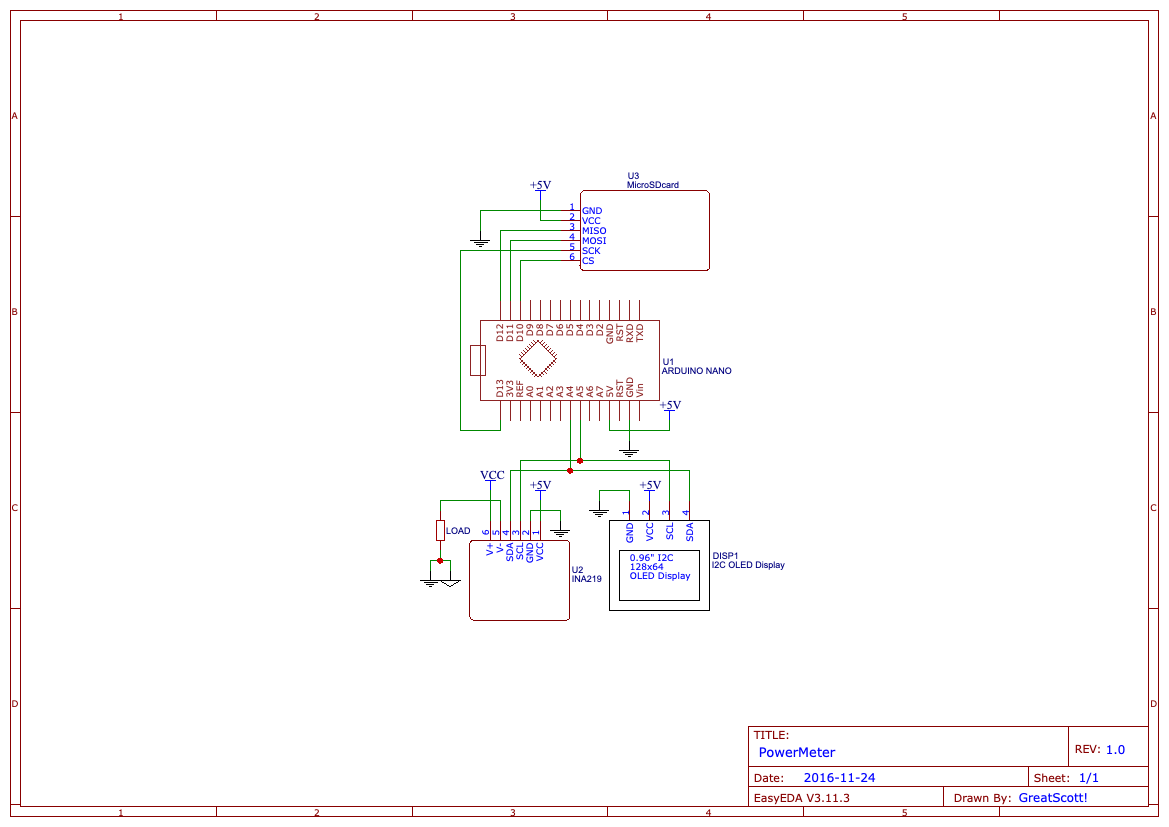 1 2 3 4 5
A A
B B
C C
D D
U3
MicroSDcard
+5V
1 GND
2 VCC
3 MISO
4 MOSI
5 SCK
6 CS
D12 D11 D10 D9 D8 D7 D6 D5 D4 D3 D2 GND RST RXD TXD
U1
ARDUINO NANO
D13 3V3 REF A0 A1 A2 A3 A4 A5 A6 A7 5V RST GND Vin
+5V
VCC
+5V
+5V
LOAD
6 5 4 3 2 1
V+ V- SDA SCL GND VCC
U2
INA219
1 2 3 4
GND VCC SCL SDA
0.96" I2C
128x64
OLED Display
DISP1
I2C OLED Display
TITLE:
PowerMeter
REV: 1.0
Date: 2016-11-24
Sheet: 1/1
EasyEDA V3.11.3
Drawn By: GreatScott!
1 2 3 4 5